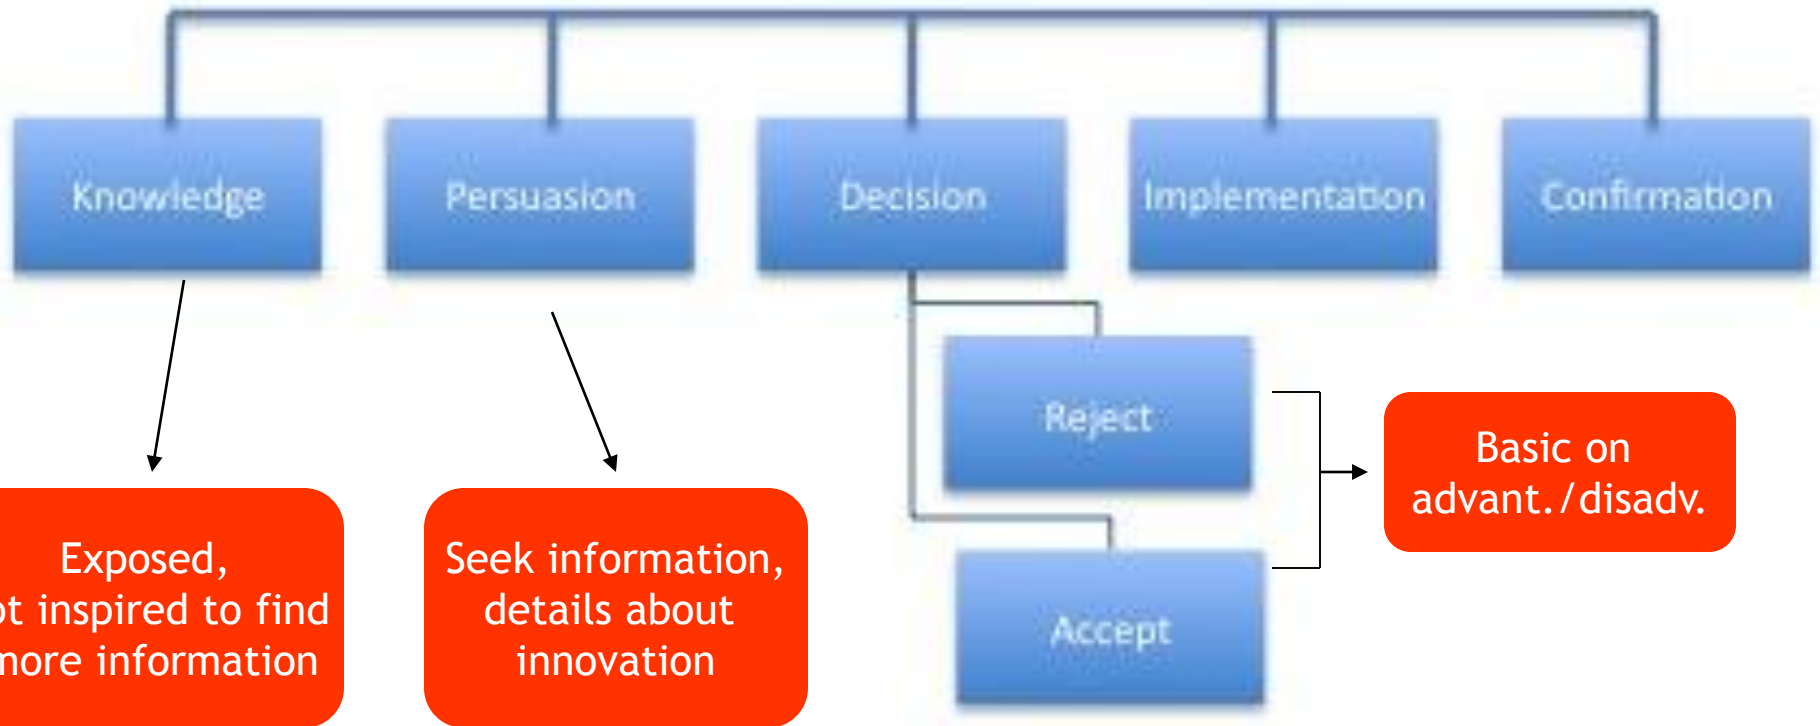 Knowledge
Persuasion
Decision
Implementation
Confirmation
Reject
Accept
Basic on
advant./disadv.
Exposed,
inspired to find
more information
Seek information,
details about
innovation